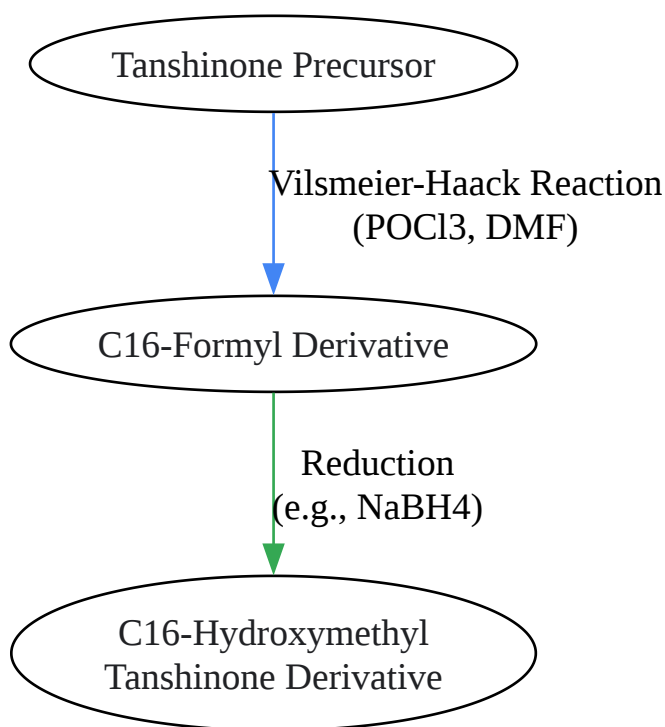 Tanshinone Precursor
Vilsmeier-Haack Reaction
(POCl3, DMF)
C16-Formyl Derivative
Reduction
(e.g., NaBH4)
C16-Hydroxymethyl
Tanshinone Derivative